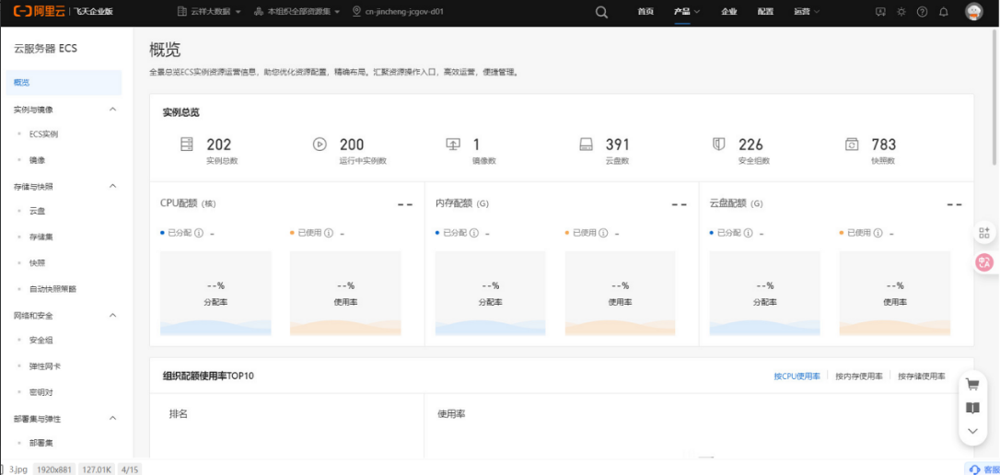 阿里云 | 飞天企业版 云祥大数据 本组织全部资源集 cn-jincheng-jcgov-d01 首页 产品 企业 配置 运营
云服务器 ECS
概览
实例与镜像
ECS实例
镜像
存储与快照
云盘
存储集
快照
自动快照策略
网络和安全
安全组
弹性网卡
密钥对
部署集与弹性
部署集
概览
全景总览ECS实例资源运营信息，助您优化资源配置，精确布局。汇聚资源操作入口，高效运营，便捷管理。
实例总览
202 200 1 391 226 783
实例总数 运行中实例数 镜像数 云盘数 安全组数 快照数
CPU配额 (核) -- 内存配额 (G) -- 云盘配额 (G) --
已分配 - 已使用 - 已分配 - 已使用 - 已分配 - 已使用 -
--% --% --% --% --% --%
分配率 使用率 分配率 使用率 分配率 使用率
组织配额使用率TOP10 按CPU使用率 按内存使用率 按存储使用率
排名 使用率
3.jpg 1920x881 127.01K 4/15 客服